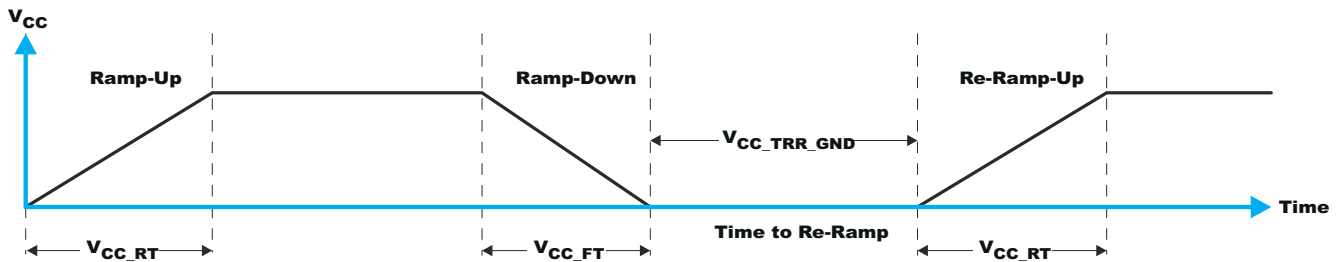 VCC
Ramp-Up
Ramp-Down
Re-Ramp-Up
VCC_TRR_GND
Time
Time to Re-Ramp
VCC_RT
VCC_FT
VCC_RT